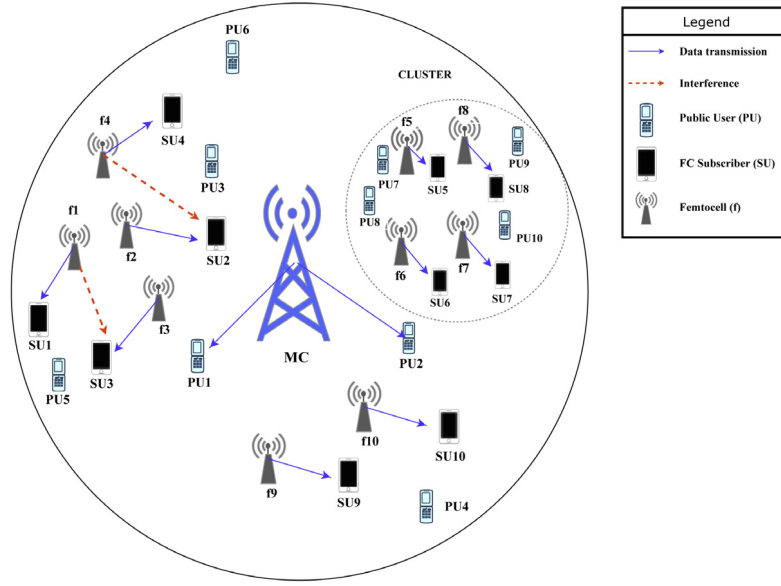 PU6
CLUSTER
f4
SU4
f5
f8
PU9
PU7
SU5
SU8
PU3
PU8
f1
f2
SU2
PU10
f6
f7
SU6
SU7
f3
SU1
SU3
PU5
PU1
MC
PU2
f10
SU10
f9
SU9
PU4
Legend
Data transmission
Interference
Public User (PU)
FC Subscriber (SU)
Femtocell (f)